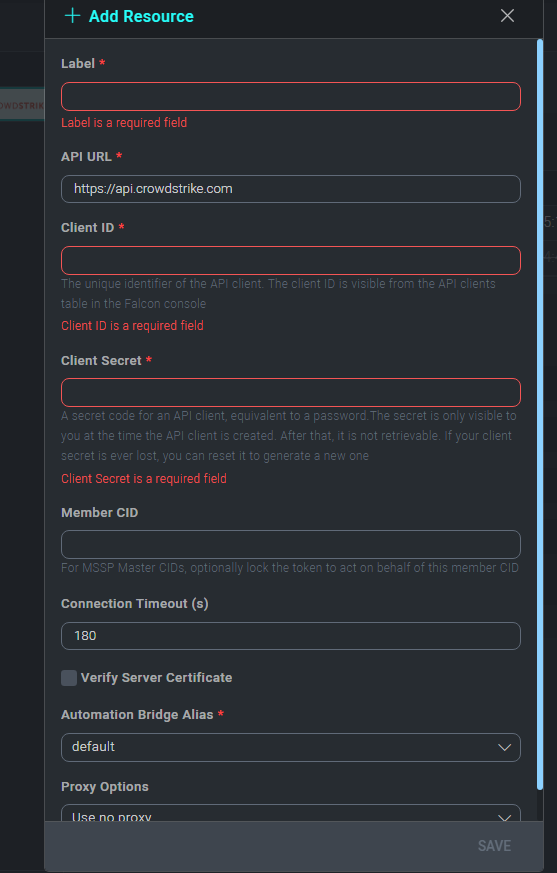 + Add Resource
Label *
Label is a required field
API URL *
https://api.crowdstrike.com
Client ID *
The unique identifier of the API client. The client ID is visible from the API clients
table in the Falcon console
Client ID is a required field
Client Secret *
A secret code for an API client, equivalent to a password.The secret is only visible to
you at the time the API client is created. After that, it is not retrievable. If your client
secret is ever lost, you can reset it to generate a new one
Client Secret is a required field
Member CID
For MSSP Master CIDs, optionally lock the token to act on behalf of this member CID
Connection Timeout (s)
180
Verify Server Certificate
Automation Bridge Alias *
default
Proxy Options
Use no proxy
SAVE